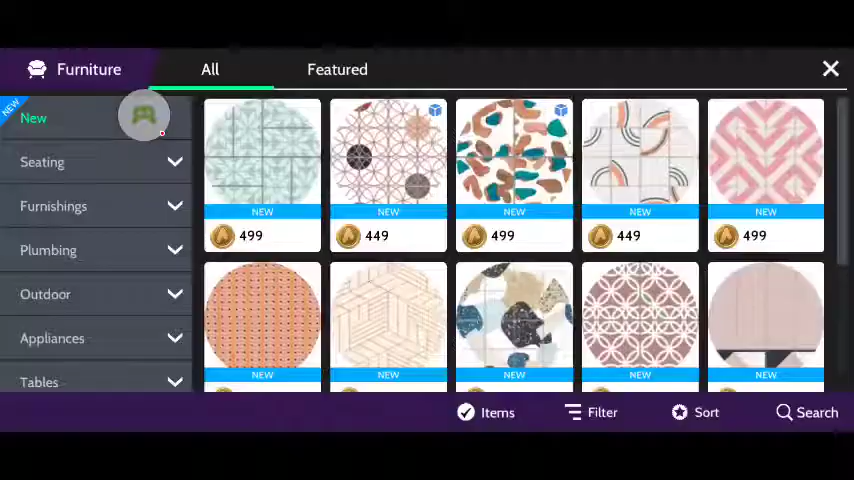 Furniture
All
Featured
NEW
New
Seating
Furnishings
Plumbing
Outdoor
Appliances
Tables
NEW NEW NEW NEW NEW
499 449 499 449 499
NEW NEW NEW NEW NEW
Items
Filter
Sort
Search